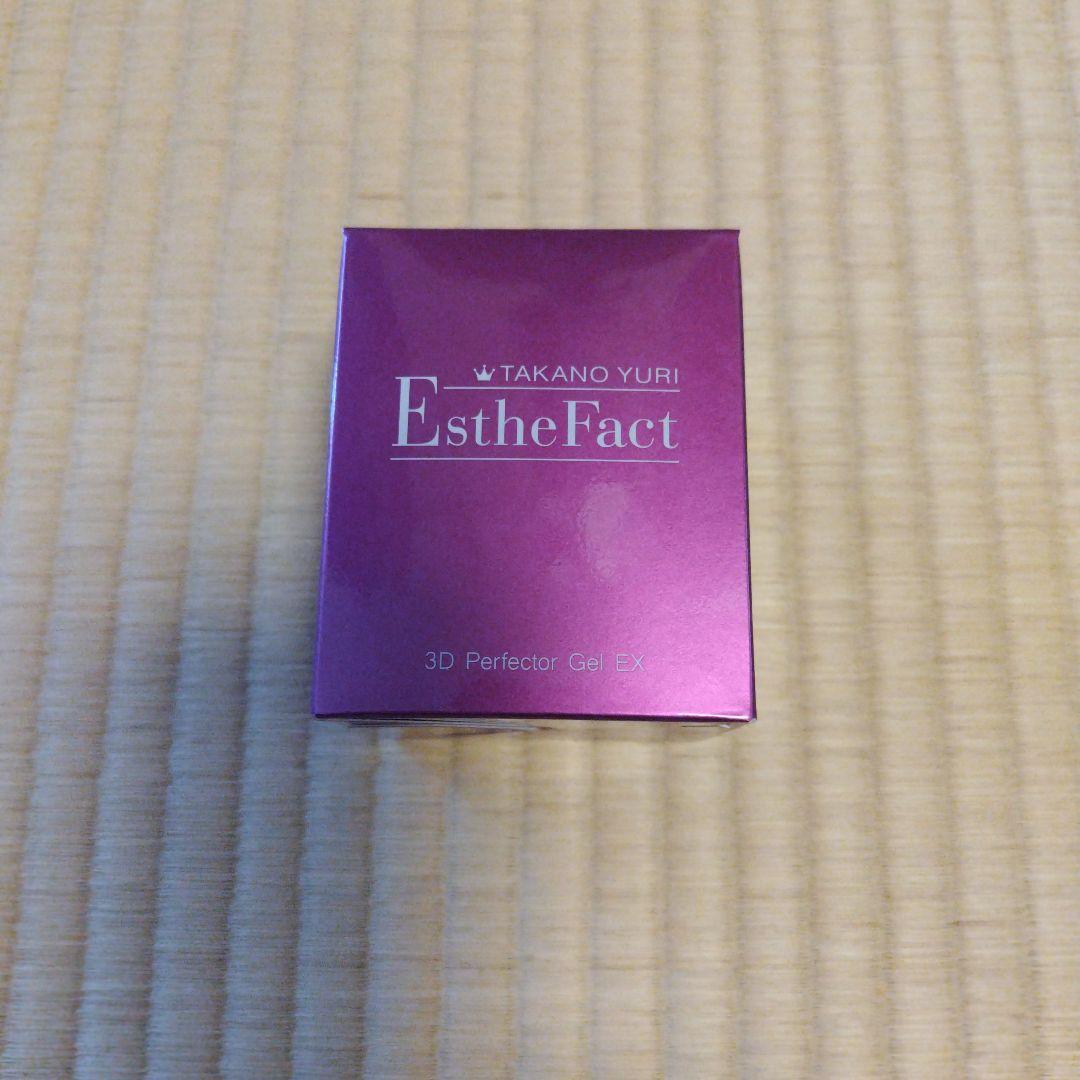 TAKANO YURI
EstheFact
3D Perfector Gel EX